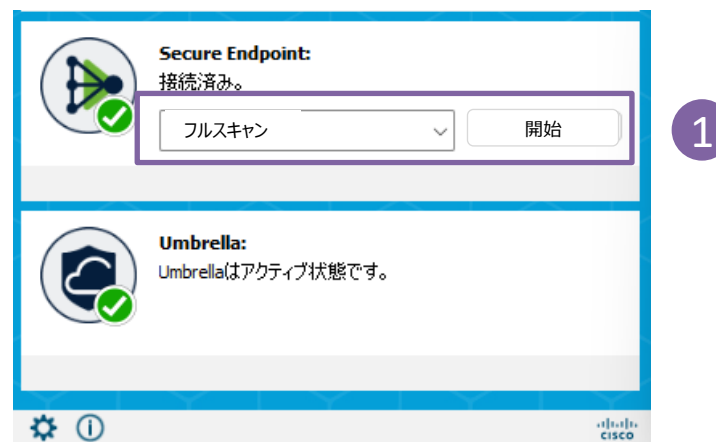 Secure Endpoint:
接続済み。
フルスキャン
開始
1
Umbrella:
Umbrellaはアクティブ状態です。
cisco